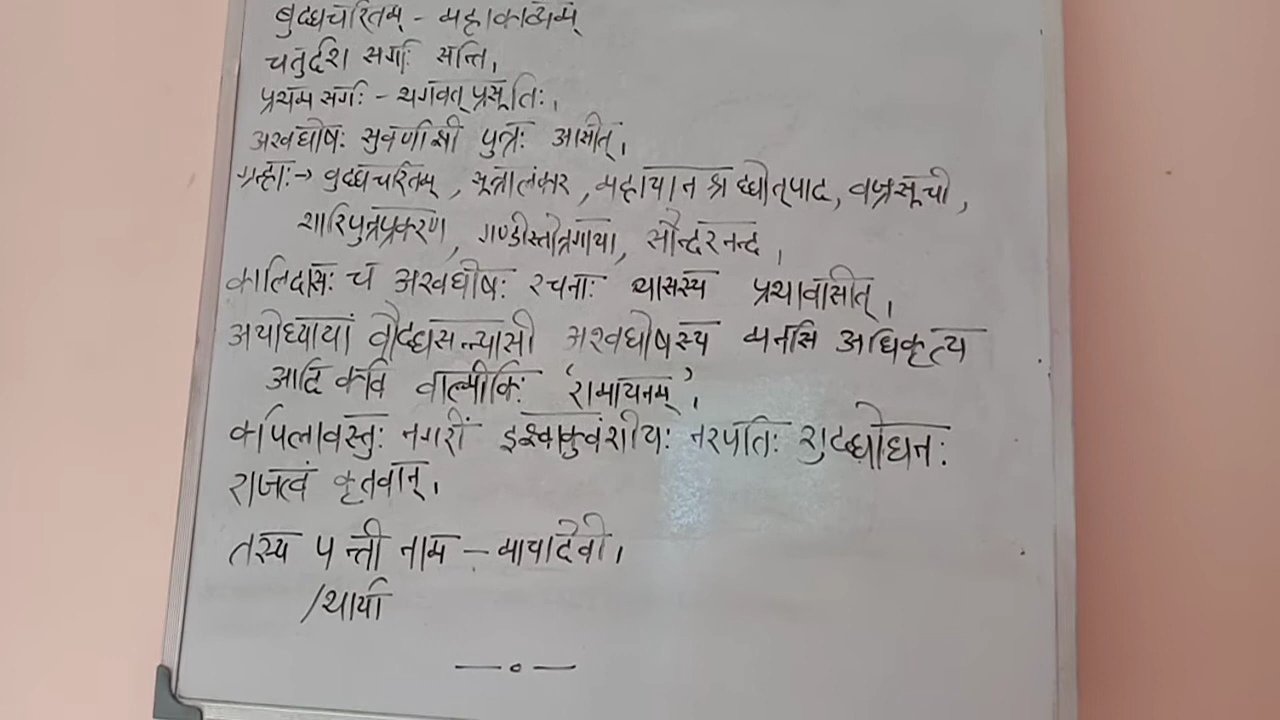 बुद्धचरितम् - महाकाव्यम्
चतुर्दश सर्गाः सन्ति।
प्रथम सर्गः - भगवत् प्रसूतिः।
अश्वघोषः सुवर्णाक्षी पुत्रः आसीत्।
ग्रन्हाः→ बुद्धचरितम्, सूत्रालंकार, महायान श्रद्धोत्पाद, वज्रसूची,
शारिपुत्रप्रकरण, गण्डीस्तोत्रगाथा, सौन्दरनन्द,
कालिदासः च अश्वघोषः रचनाः भासस्य प्रभावासीत्।
अयोध्यायां बौद्धसन्न्यासी अश्वघोषस्य मनसि अधिकृत्य
आदि कवि वाल्मीकिः 'रामायनम्'।
कपिलावस्तुः नगरीं इक्ष्वाकुवंशीयः नरपतिः शुद्धोधनः
राजत्वं कृतवान्।
तस्य पत्नी नाम - मायादेवी।
/भार्या